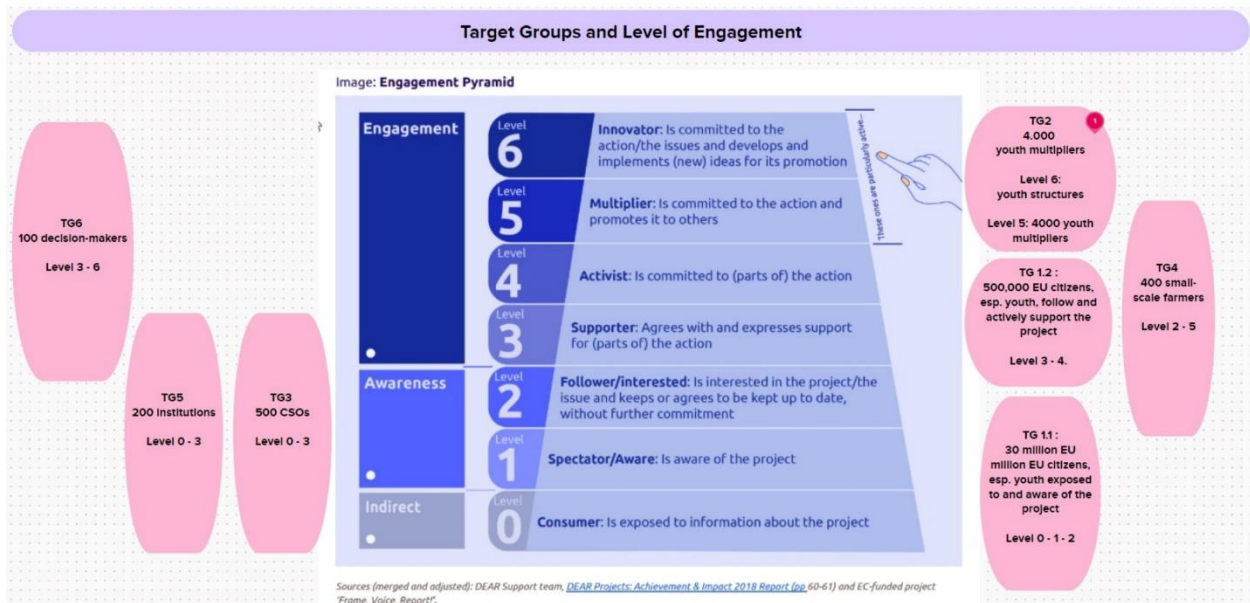 Target Groups and Level of Engagement
Image: Engagement Pyramid
TG6
100 decision-makers
Level 3 - 6
TG5
200 institutions
Level 0 - 3
TG3
500 CSOs
Level 0 - 3
Engagement
Level
6
Innovator: Is committed to the
action/the issues and develops and
implements (new) ideas for its promotion
Level
5
Multiplier: Is committed to the action and
promotes it to others
Level
4
Activist: Is committed to (parts of) the action
Level
3
Supporter: Agrees with and expresses support
for (parts of) the action
Awareness
Level
2
Follower/interested: Is interested in the project/the
issue and keeps or agrees to be kept up to date,
without further commitment
Level
1
Spectator/Aware: Is aware of the project
Indirect
Level
0
Consumer: Is exposed to information about the project
These ones are particularly active...
TG2
4.000
youth multipliers
Level 6:
youth structures
Level 5: 4000 youth
multipliers
1
TG 1.2 :
500,000 EU citizens,
esp. youth, follow and
actively support the
project
Level 3 - 4.
TG4
400 small-
scale farmers
Level 2 - 5
TG 1.1 :
30 million EU
million EU citizens,
esp. youth exposed
to and aware of the
project
Level 0 - 1 - 2
Sources (merged and adjusted): DEAR Support team, DEAR Projects: Achievement & Impact 2018 Report (pp 60-61) and EC-funded project
'Frame, Voice, Report!'.